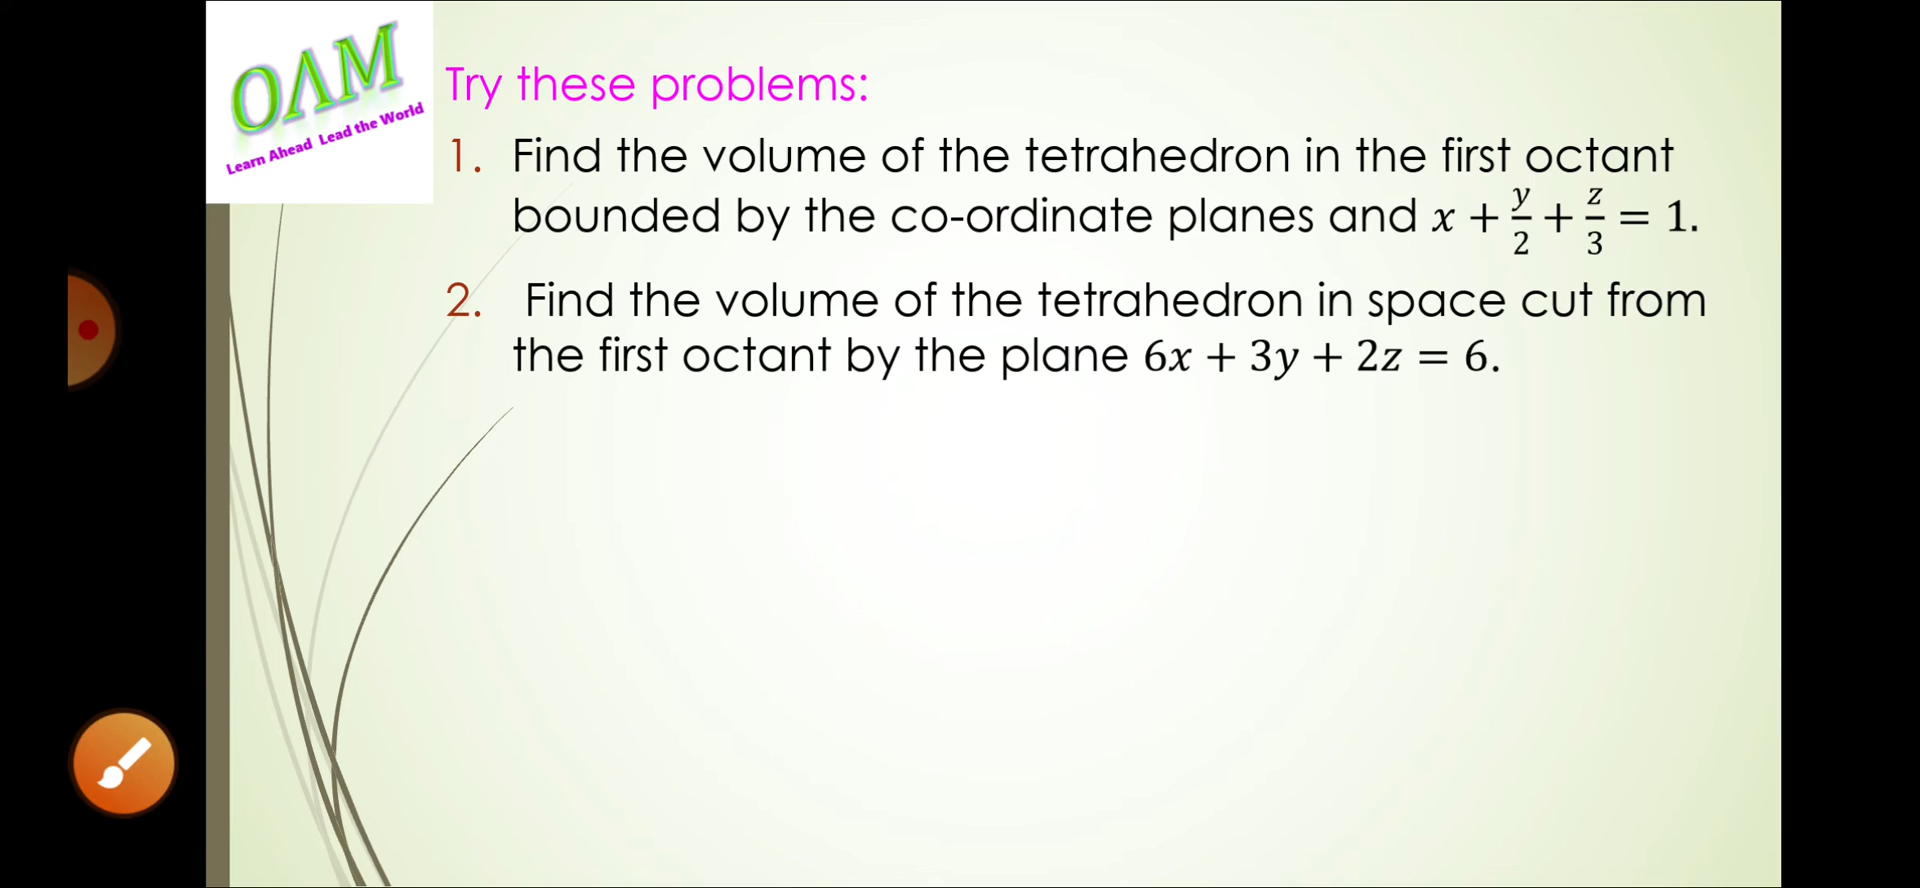 OAM
Learn Ahead Lead the World
Try these problems:
1. Find the volume of the tetrahedron in the first octant
bounded by the co-ordinate planes and x + y/2 + z/3 = 1.
2. Find the volume of the tetrahedron in space cut from
the first octant by the plane 6x + 3y + 2z = 6.